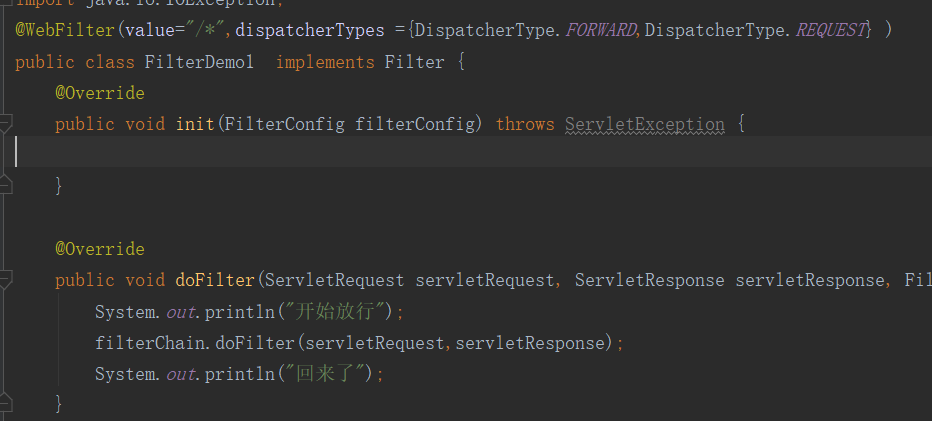 import java.io.IOException;
@WebFilter(value="/*",dispatcherTypes ={DispatcherType.FORWARD,DispatcherType.REQUEST} )
public class FilterDemo1  implements Filter {
@Override
public void init(FilterConfig filterConfig) throws ServletException {
}
@Override
public void doFilter(ServletRequest servletRequest, ServletResponse servletResponse, Fil
System.out.println("开始放行");
filterChain.doFilter(servletRequest,servletResponse);
System.out.println("回来了");
}